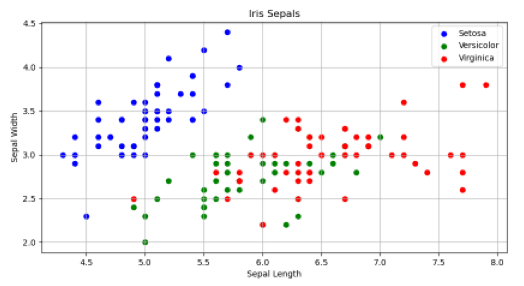 Iris Sepals
4.5
4.0
3.5
3.0
2.5
2.0
Sepal Width
Setosa
Versicolor
Virginica
4.5 5.0 5.5 6.0 6.5 7.0 7.5 8.0
Sepal Length